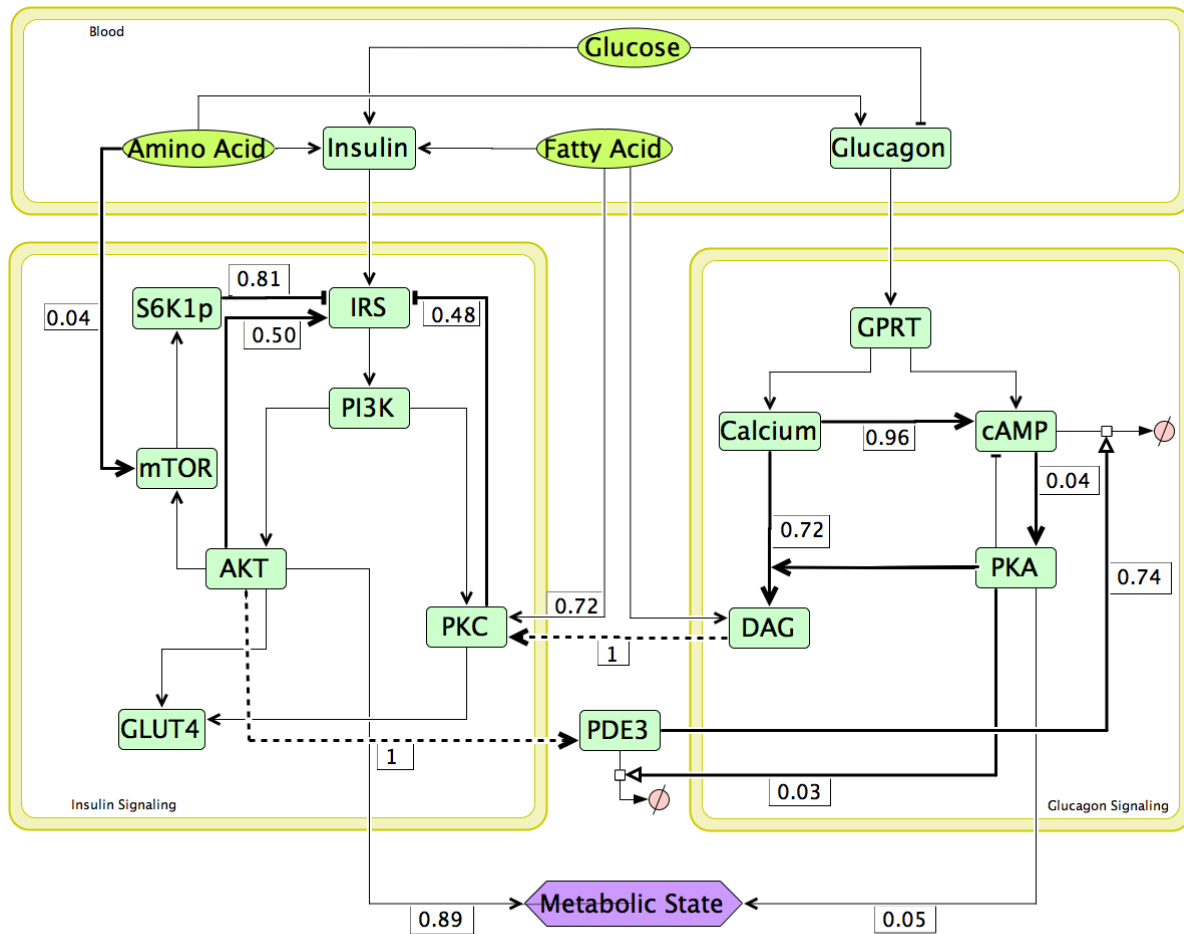 Blood
Glucose
Amino Acid
Insulin
Fatty Acid
Glucagon
0.81
S6K1p
IRS
0.04
0.50
0.48
GPRT
PI3K
Calcium
cAMP
0.96
mTOR
0.04
0.72
AKT
PKA
0.74
0.72
PKC
DAG
1
GLUT4
PDE3
1
0.03
Insulin Signaling
Glucagon Signaling
Metabolic State
0.89
0.05